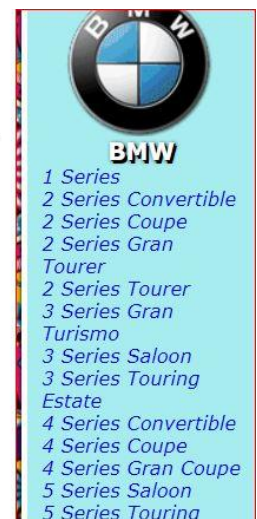 BMW
BMW
1 Series
2 Series Convertible
2 Series Coupe
2 Series Gran
Tourer
2 Series Tourer
3 Series Gran
Turismo
3 Series Saloon
3 Series Touring
Estate
4 Series Convertible
4 Series Coupe
4 Series Gran Coupe
5 Series Saloon
5 Series Touring